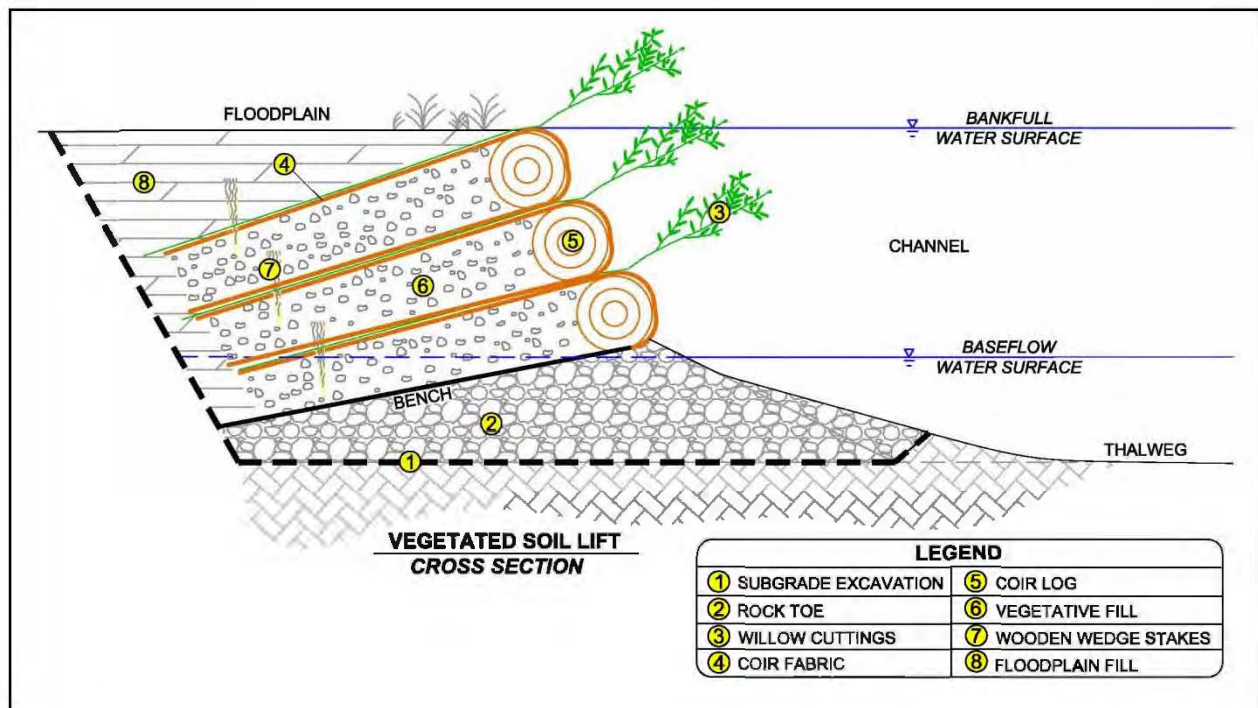 FLOODPLAIN
BANKFULL
WATER SURFACE
4
8
3
5
CHANNEL
7
6
BASEFLOW
WATER SURFACE
BENCH
2
THALWEG
1
VEGETATED SOIL LIFT
CROSS SECTION
LEGEND
1 SUBGRADE EXCAVATION 5 COIR LOG
2 ROCK TOE 6 VEGETATIVE FILL
3 WILLOW CUTTINGS 7 WOODEN WEDGE STAKES
4 COIR FABRIC 8 FLOODPLAIN FILL